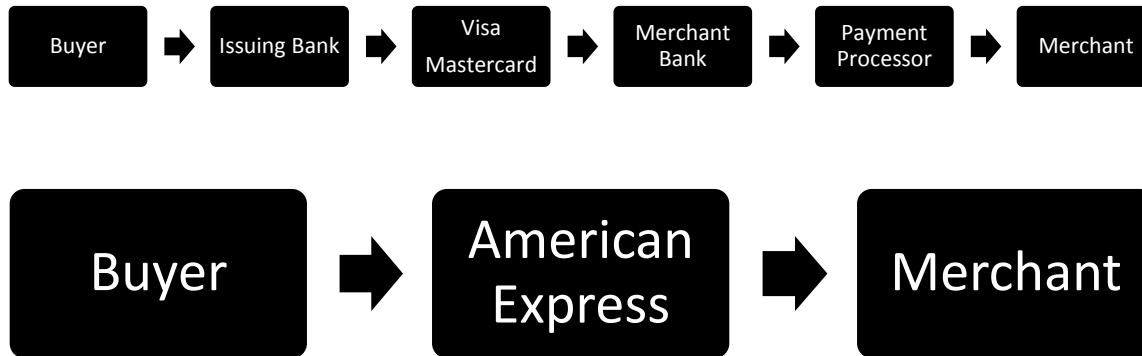 Buyer
Issuing Bank
Visa
Mastercard
Merchant
Bank
Payment
Processor
Merchant
Buyer
American
Express
Merchant